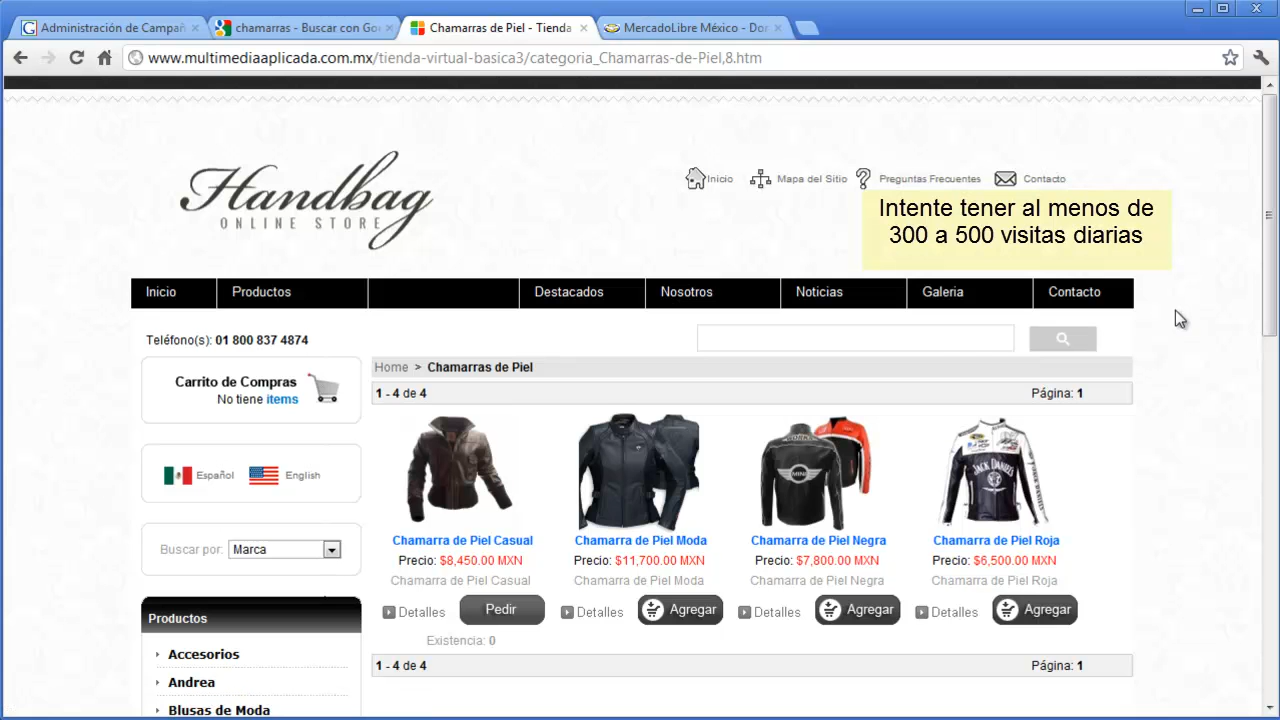 Administración de Campañ
chamarras - Buscar con Goo
Chamarras de Piel - Tienda
MercadoLibre México - Don
www.multimediaaplicada.com.mx/tienda-virtual-basica3/categoria_Chamarras-de-Piel,8.htm
Handbag
ONLINE STORE
Inicio
Mapa del Sitio
Preguntas Frecuentes
Contacto
Intente tener al menos de
300 a 500 visitas diarias
Inicio Productos Destacados Nosotros Noticias Galeria Contacto
Teléfono(s): 01 800 837 4874
Carrito de Compras
No tiene items
Español English
Buscar por: Marca
Productos
Accesorios
Andrea
Blusas de Moda
Home > Chamarras de Piel
1 - 4 de 4 Página: 1
WORKS
MINI
JACK DANIEL'S
Chamarra de Piel Casual Chamarra de Piel Moda Chamarra de Piel Negra Chamarra de Piel Roja
Precio: $8,450.00 MXN Precio: $11,700.00 MXN Precio: $7,800.00 MXN Precio: $6,500.00 MXN
Chamarra de Piel Casual Chamarra de Piel Moda Chamarra de Piel Negra Chamarra de Piel Roja
Detalles Pedir Detalles Agregar Detalles Agregar Detalles Agregar
Existencia: 0
1 - 4 de 4 Página: 1